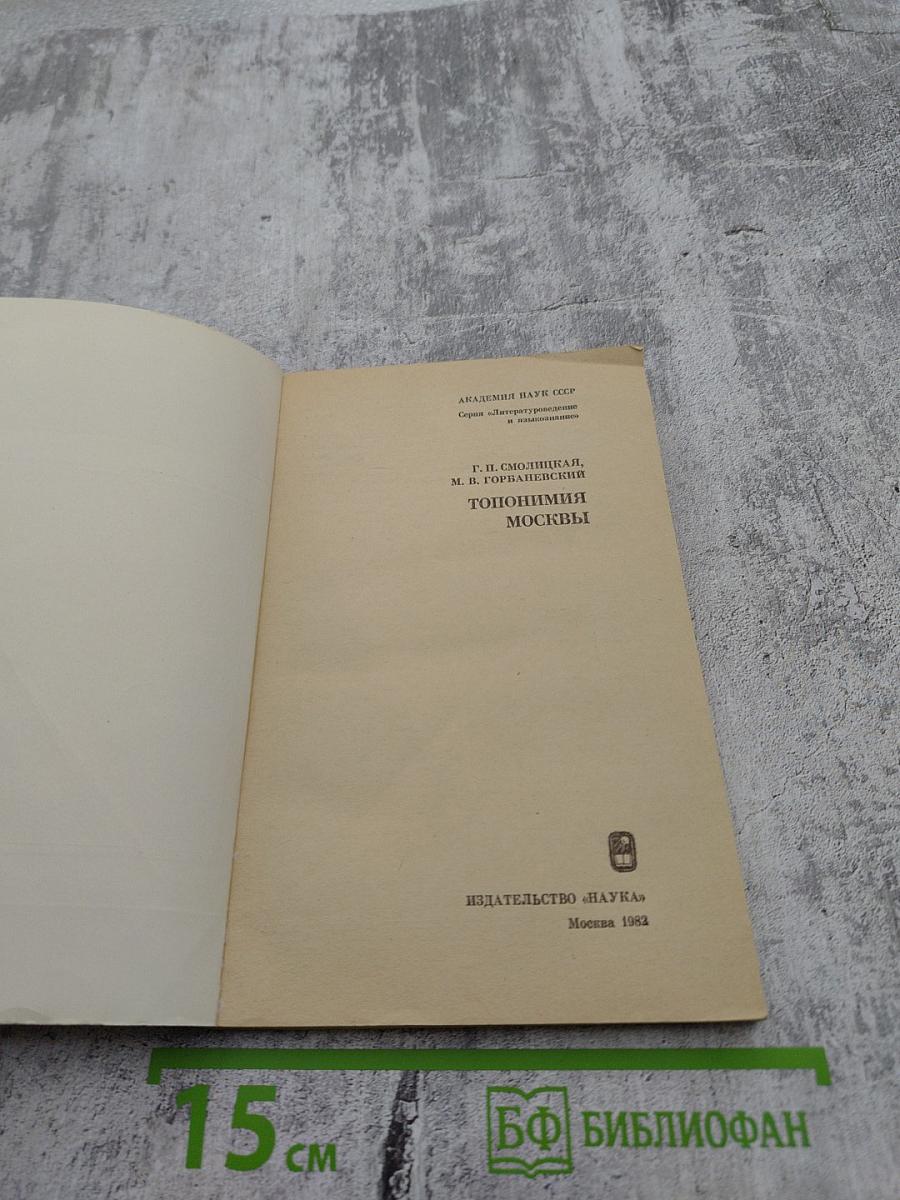 АКАДЕМИЯ НАУК СССР
Серия «Литературоведение
и языкознание»
Г. П. СМОЛИЦКАЯ,
М. В. ГОРБАНЕВСКИЙ
ТОПОНИМИЯ
МОСКВЫ
ИЗДАТЕЛЬСТВО «НАУКА»
Москва 1982
15 см
БФ БИБЛИОФАН